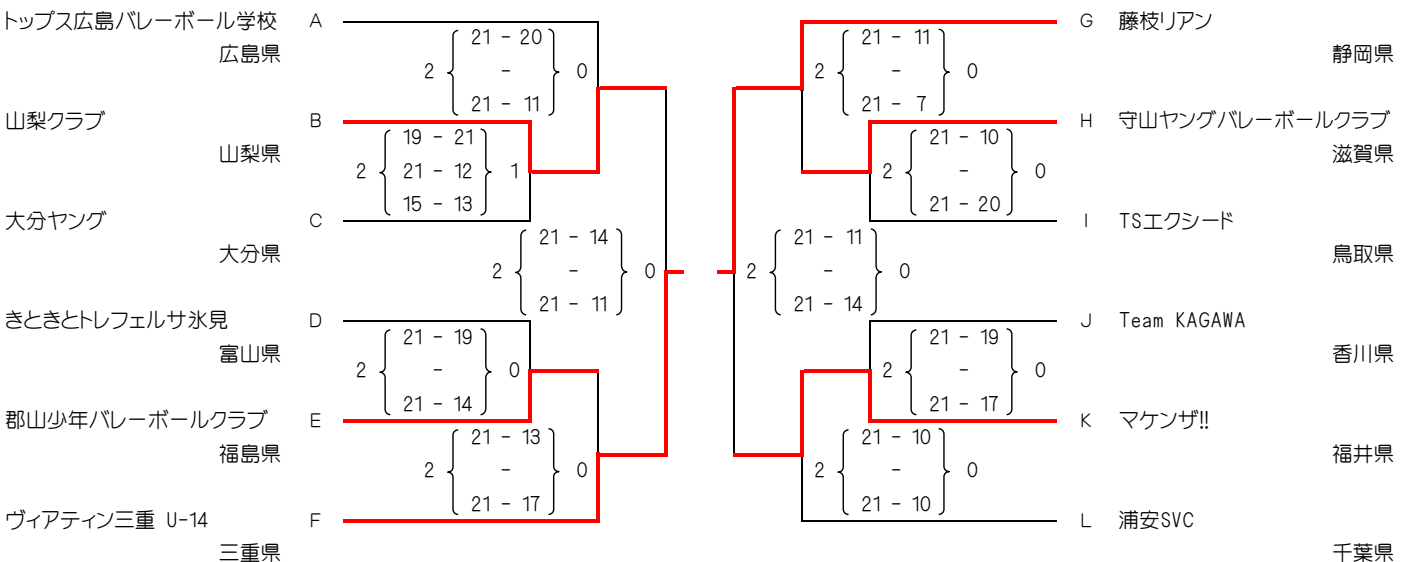 トップス広島バレーボール学校 A
広島県
2 21 - 20 0
-
21 - 11
山梨クラブ B
山梨県
2 19 - 21 1
21 - 12
15 - 13
大分ヤング C
大分県
2 21 - 14 0
-
21 - 11
きときとトレフェルサ氷見 D
富山県
2 21 - 19 0
-
21 - 14
郡山少年バレーボールクラブ E
福島県
2 21 - 13 0
-
21 - 17
ヴィアティン三重 U-14 F
三重県
G 藤枝リアン
静岡県
2 21 - 11 0
-
21 - 7
H 守山ヤングバレーボールクラブ
滋賀県
2 21 - 10 0
-
21 - 20
I TSエクシード
鳥取県
2 21 - 11 0
-
21 - 14
J Team KAGAWA
香川県
2 21 - 19 0
-
21 - 17
K マケンザ!!
福井県
2 21 - 10 0
-
21 - 10
L 浦安SVC
千葉県